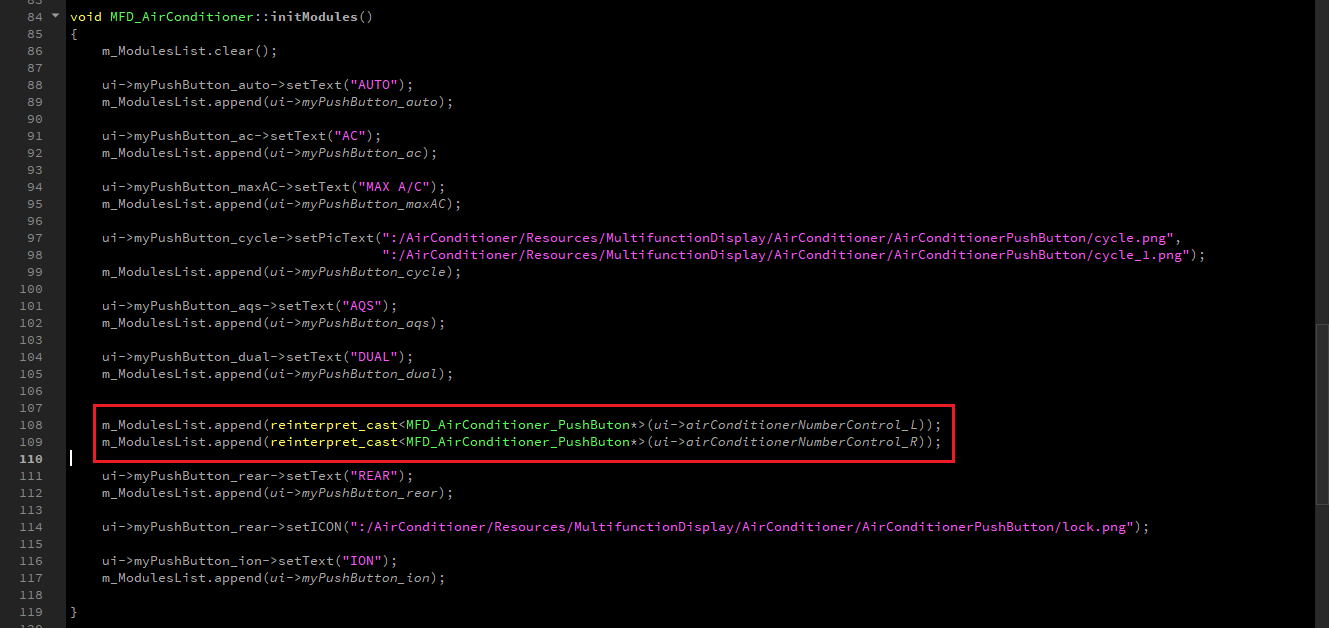 83
84 void MFD_AirConditioner::initModules()
85 {
86     m_ModulesList.clear();
87
88     ui->myPushButton_auto->setText("AUTO");
89     m_ModulesList.append(ui->myPushButton_auto);
90
91     ui->myPushButton_ac->setText("AC");
92     m_ModulesList.append(ui->myPushButton_ac);
93
94     ui->myPushButton_maxAC->setText("MAX A/C");
95     m_ModulesList.append(ui->myPushButton_maxAC);
96
97     ui->myPushButton_cycle->setPicText(":/AirConditioner/Resources/MultifunctionDisplay/AirConditioner/AirConditionerPushButton/cycle.png",
98                                        ":/AirConditioner/Resources/MultifunctionDisplay/AirConditioner/AirConditionerPushButton/cycle_1.png");
99     m_ModulesList.append(ui->myPushButton_cycle);
100
101     ui->myPushButton_aqs->setText("AQS");
102     m_ModulesList.append(ui->myPushButton_aqs);
103
104     ui->myPushButton_dual->setText("DUAL");
105     m_ModulesList.append(ui->myPushButton_dual);
106
107
108     m_ModulesList.append(reinterpret_cast<MFD_AirConditioner_PushButon*>(ui->airConditionerNumberControl_L));
109     m_ModulesList.append(reinterpret_cast<MFD_AirConditioner_PushButon*>(ui->airConditionerNumberControl_R));
110
111     ui->myPushButton_rear->setText("REAR");
112     m_ModulesList.append(ui->myPushButton_rear);
113
114     ui->myPushButton_rear->setICON(":/AirConditioner/Resources/MultifunctionDisplay/AirConditioner/AirConditionerPushButton/lock.png");
115
116     ui->myPushButton_ion->setText("ION");
117     m_ModulesList.append(ui->myPushButton_ion);
118
119 }
120